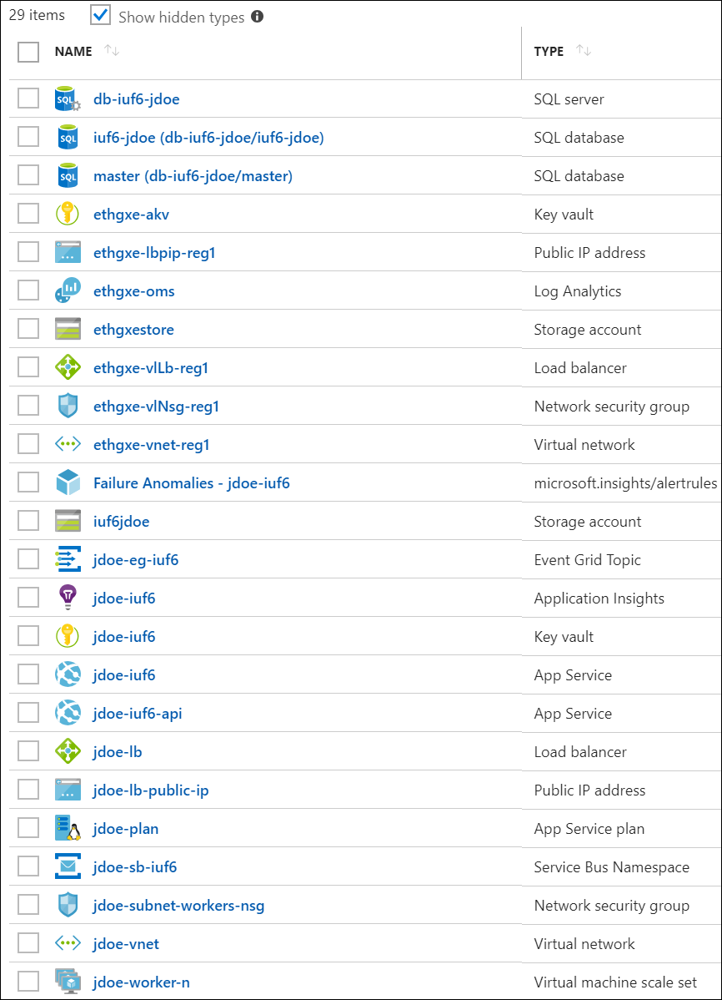 29 items Show hidden types
NAME TYPE
db-iuf6-jdoe SQL server
iuf6-jdoe (db-iuf6-jdoe/iuf6-jdoe) SQL database
master (db-iuf6-jdoe/master) SQL database
ethgxe-akv Key vault
ethgxe-lbpip-reg1 Public IP address
ethgxe-oms Log Analytics
ethgxestore Storage account
ethgxe-vlLb-reg1 Load balancer
ethgxe-vlNsg-reg1 Network security group
ethgxe-vnet-reg1 Virtual network
Failure Anomalies - jdoe-iuf6 microsoft.insights/alertrules
iuf6jdoe Storage account
jdoe-eg-iuf6 Event Grid Topic
jdoe-iuf6 Application Insights
jdoe-iuf6 Key vault
jdoe-iuf6 App Service
jdoe-iuf6-api App Service
jdoe-lb Load balancer
jdoe-lb-public-ip Public IP address
jdoe-plan App Service plan
jdoe-sb-iuf6 Service Bus Namespace
jdoe-subnet-workers-nsg Network security group
jdoe-vnet Virtual network
jdoe-worker-n Virtual machine scale set